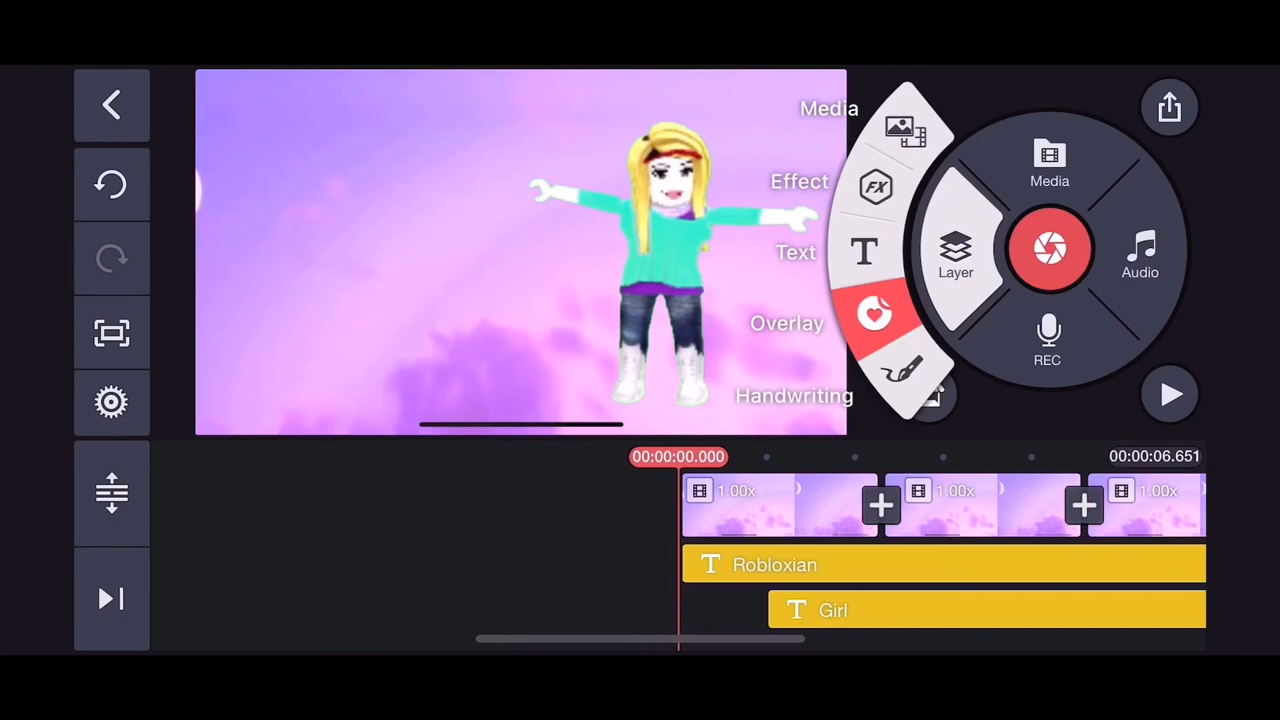 Media
Effect
FX
Text
T
Overlay
Handwriting
Media
Layer
Audio
REC
00:00:00.000
00:00:06.651
1.00x
1.00x
1.00x
T Robloxian
T Girl